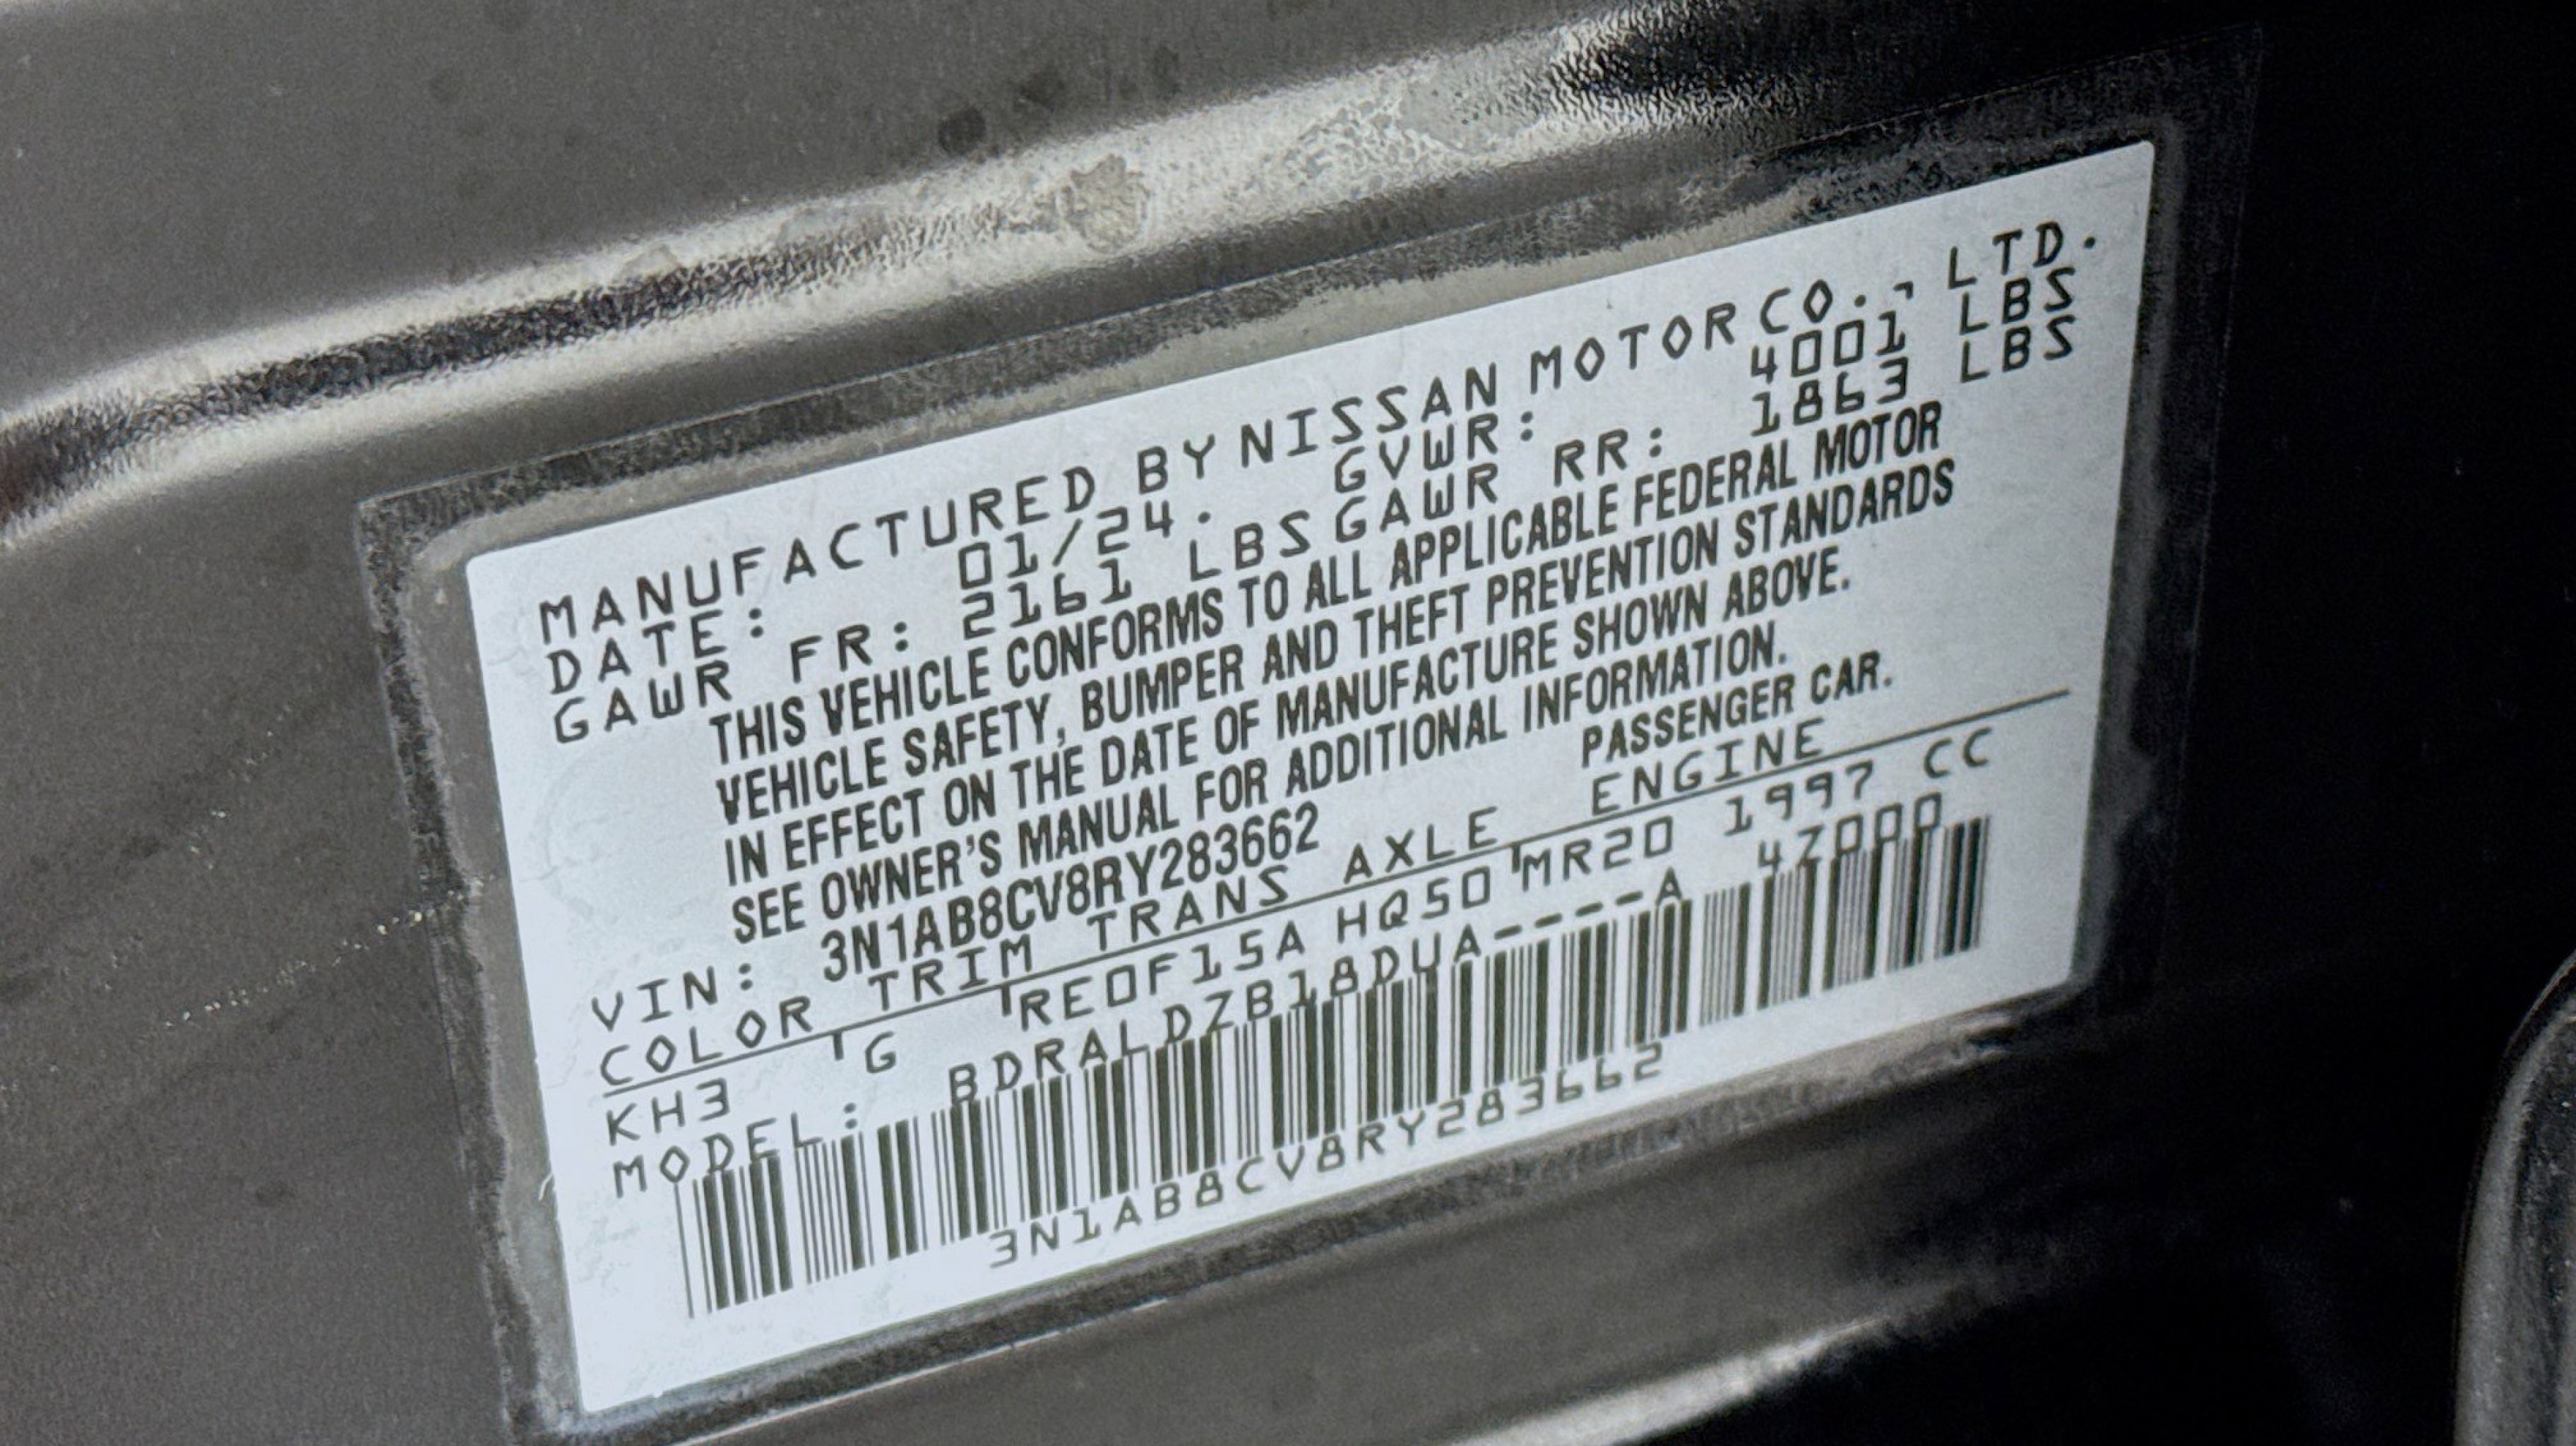 MANUFACTURED BY NISSAN MOTOR CO., LTD.
DATE: 01/24. GVWR: 4001 LBS
GAWR FR: 2161 LBS GAWR RR: 1863 LBS
THIS VEHICLE CONFORMS TO ALL APPLICABLE FEDERAL MOTOR
VEHICLE SAFETY, BUMPER AND THEFT PREVENTION STANDARDS
IN EFFECT ON THE DATE OF MANUFACTURE SHOWN ABOVE.
SEE OWNER'S MANUAL FOR ADDITIONAL INFORMATION.
VIN: 3N1AB8CV8RY283662 PASSENGER CAR.
COLOR TRIM TRANS AXLE ENGINE
KH3 G RE0F15A HQ50 MR20 1997 CC
MODEL: BDRALDZB18DUA----A 4Z000
3N1AB8CV8RY283662